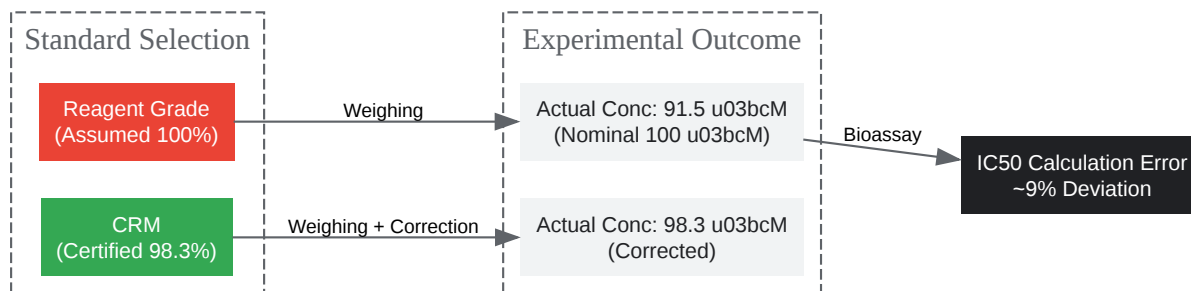 Standard Selection
Experimental Outcome
Reagent Grade
(Assumed 100%)
Weighing
Actual Conc: 91.5 u03bcM
(Nominal 100 u03bcM)
Bioassay
IC50 Calculation Error
~9% Deviation
CRM
(Certified 98.3%)
Weighing + Correction
Actual Conc: 98.3 u03bcM
(Corrected)